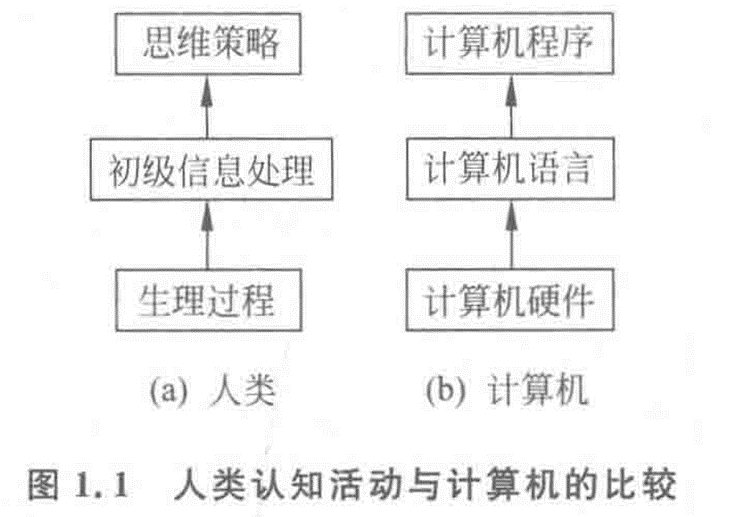 思维策略
计算机程序
初级信息处理
计算机语言
生理过程
计算机硬件
(a) 人类
(b) 计算机
图 1.1 人类认知活动与计算机的比较